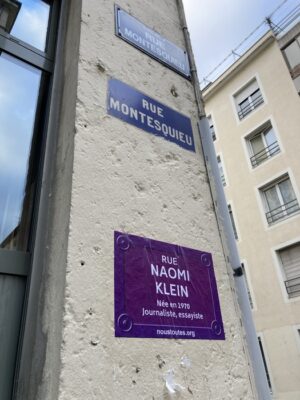 RUE
MONTESQUIEU
RUE
MONTESQUIEU
RUE
NAOMI
KLEIN
Née en 1970
Journaliste, essayiste
noustoutes.org